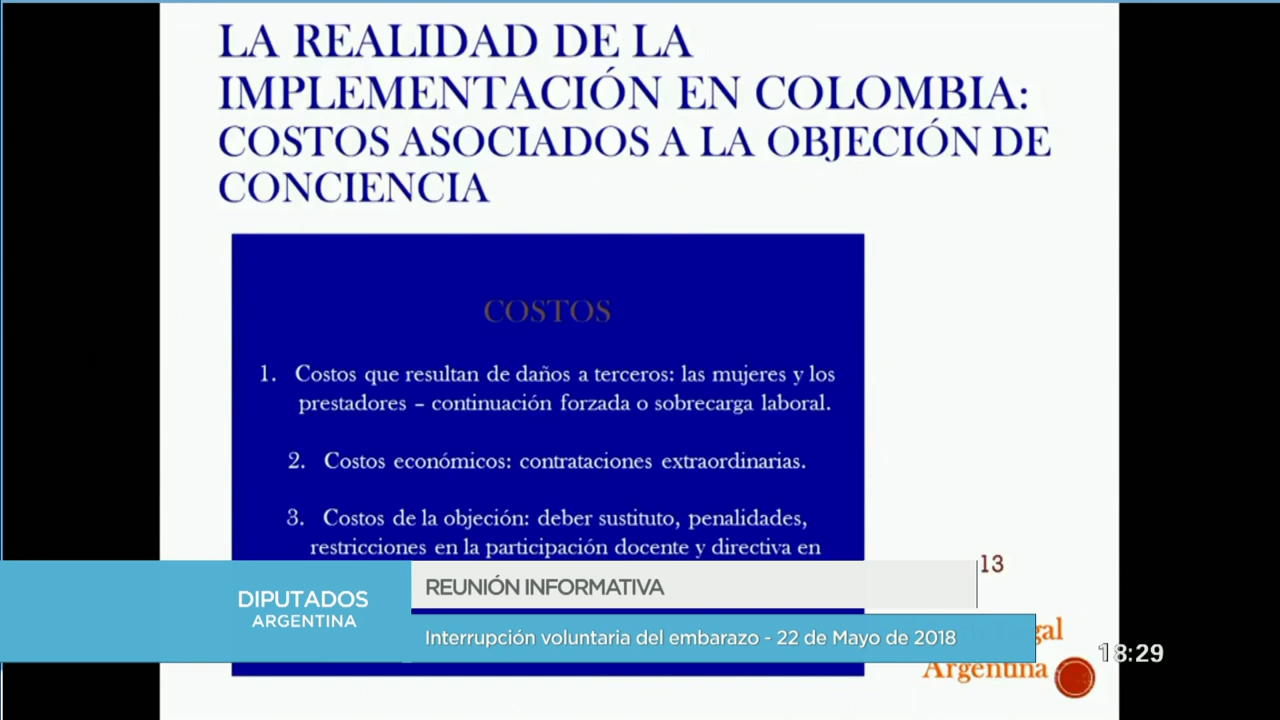 LA REALIDAD DE LA
IMPLEMENTACIÓN EN COLOMBIA:
COSTOS ASOCIADOS A LA OBJECIÓN DE
CONCIENCIA
COSTOS
1. Costos que resultan de daños a terceros: las mujeres y los
prestadores – continuación forzada o sobrecarga laboral.
2. Costos económicos: contrataciones extraordinarias.
3. Costos de la objeción: deber sustituto, penalidades,
restricciones en la participación docente y directiva en
13
DIPUTADOS
ARGENTINA
REUNIÓN INFORMATIVA
Interrupción voluntaria del embarazo - 22 de Mayo de 2018
Argentina
18:29